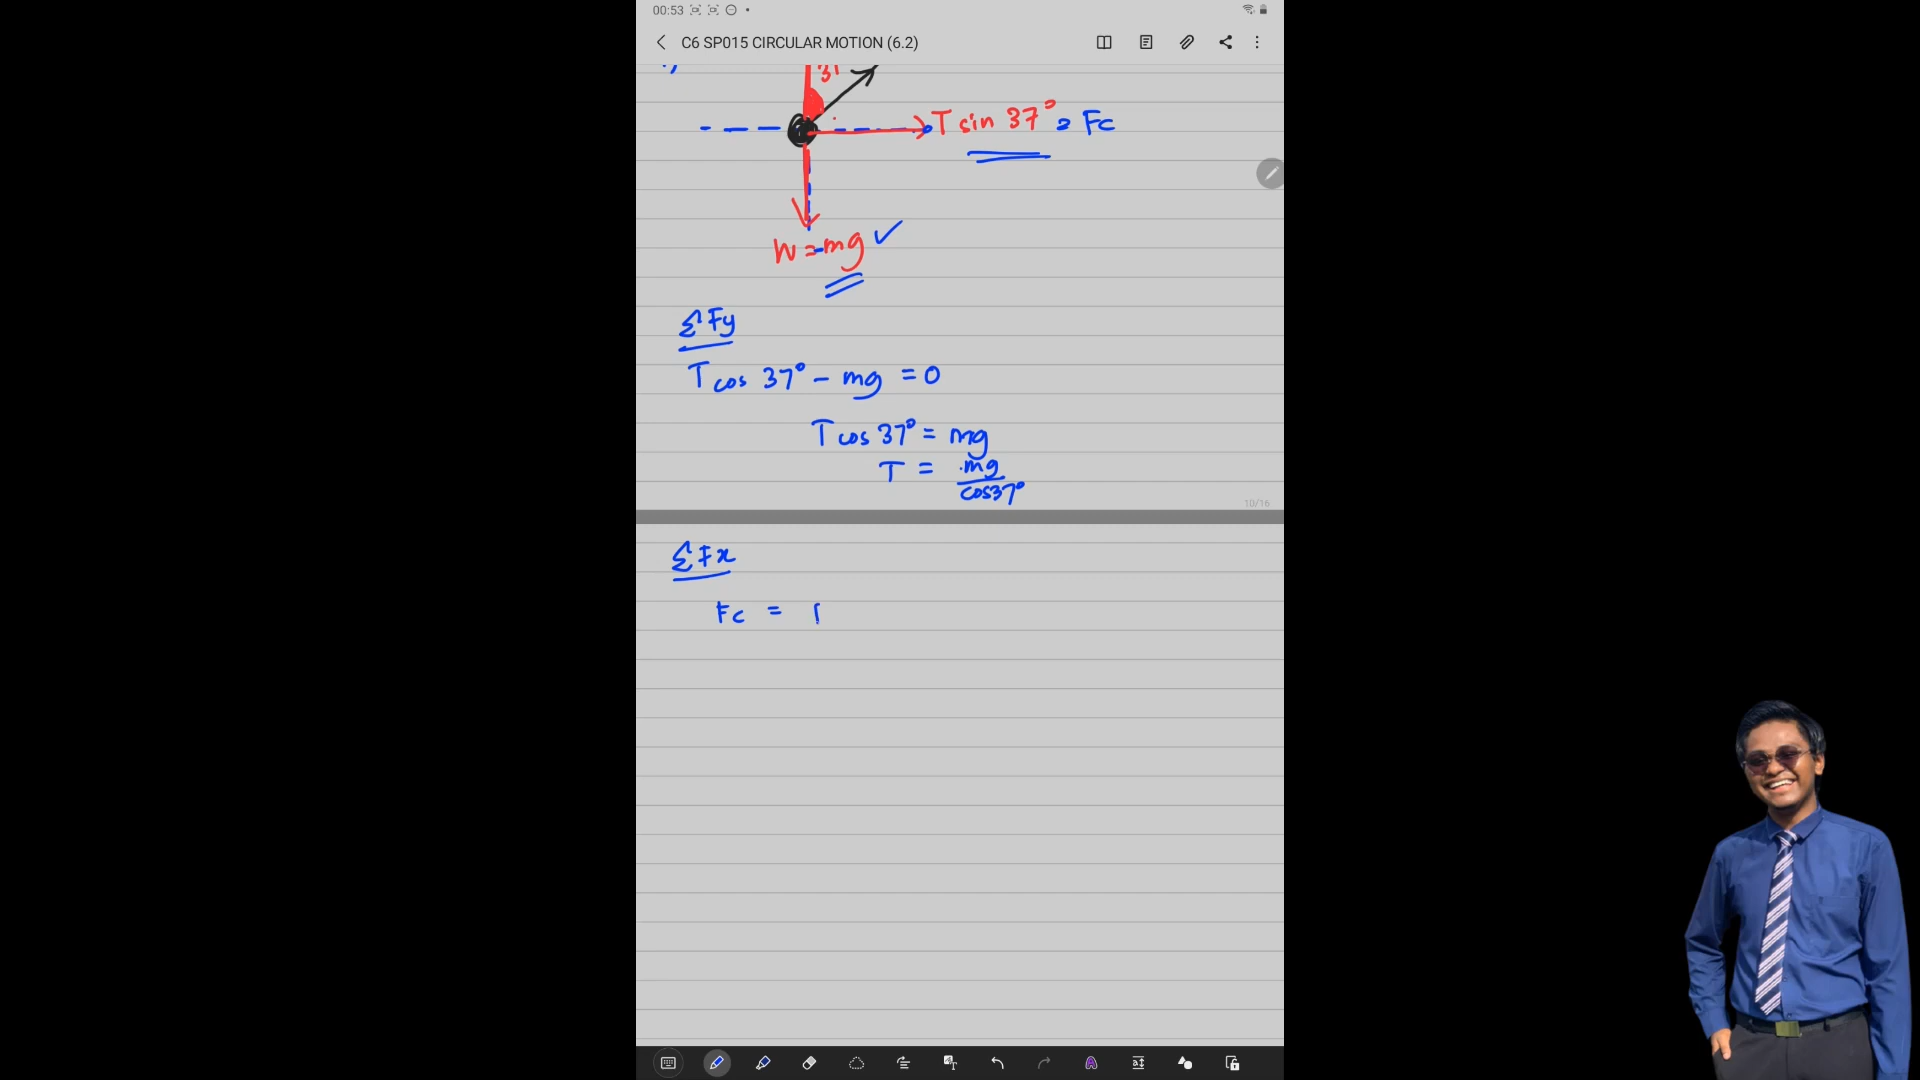 00:53
C6 SP015 CIRCULAR MOTION (6.2)
T sin 37° = Fc
W = mg ✓
ΣFy
T cos 37° - mg = 0
T cos 37° = mg
T = mg / cos 37°
10/16
ΣFx
Fc =